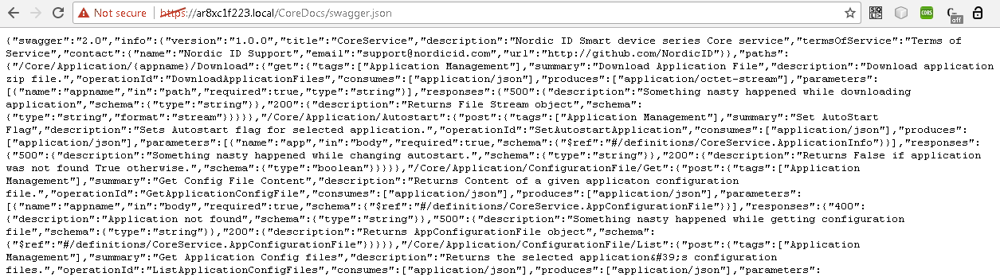 Not secure https://ar8xc1f223.local/CoreDocs/swagger.json SQL CORS off
{"swagger":"2.0","info":{"version":"1.0.0","title":"CoreService","description":"Nordic ID Smart device series Core service","termsOfService":"Terms of
Service","contact":{"name":"Nordic ID Support","email":"support@nordicid.com","url":"http://github.com/NordicID"}},"paths":
{"/Core/Application/{appname}/Download":{"get":{"tags":["Application Management"],"summary":"Download Application File","description":"Download application
zip file.","operationId":"DownloadApplicationFiles","consumes":["application/json"],"produces":["application/octet-stream"],"parameters":
[{"name":"appname","in":"path","required":true,"type":"string"}],"responses":{"500":{"description":"Something nasty happened while downloading
application","schema":{"type":"string"}},"200":{"description":"Returns File Stream object","schema":
{"type":"string","format":"stream"}}}}},"/Core/Application/Autostart":{"post":{"tags":["Application Management"],"summary":"Set AutoStart
Flag","description":"Sets Autostart flag for selected application.","operationId":"SetAutostartApplication","consumes":["application/json"],"produces":
["application/json"],"parameters":[{"name":"app","in":"body","required":true,"schema":{"$ref":"#/definitions/CoreService.ApplicationInfo"}}],"responses":
{"500":{"description":"Something nasty happened while changing autostart.","schema":{"type":"string"}},"200":{"description":"Returns False if application
was not found True otherwise.","schema":{"type":"boolean"}}}}},"/Core/Application/ConfigurationFile/Get":{"post":{"tags":["Application
Management"],"summary":"Get Config File Content","description":"Returns Content of a given applicaton configuration
file.","operationId":"GetApplicationConfigFile","consumes":["application/json"],"produces":["application/json"],"parameters":
[{"name":"appname","in":"body","required":true,"schema":{"$ref":"#/definitions/CoreService.AppConfigurationFile"}}],"responses":{"400":
{"description":"Application not found","schema":{"type":"string"}},"500":{"description":"Something nasty happened while getting configuration
file","schema":{"type":"string"}},"200":{"description":"Returns AppConfigurationFile object","schema":
{"$ref":"#/definitions/CoreService.AppConfigurationFile"}}}}},"/Core/Application/ConfigurationFile/List":{"post":{"tags":["Application
Management"],"summary":"Get Application Config files","description":"Returns the selected application&#39;s configuration
files.","operationId":"ListApplicationConfigFiles","consumes":["application/json"],"produces":["application/json"],"parameters":